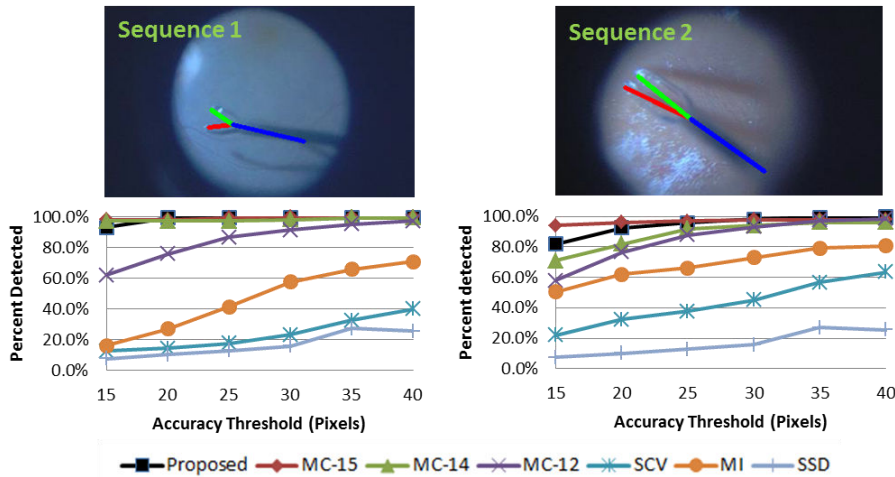 Sequence 1
Sequence 2
100.0%
80.0%
60.0%
40.0%
20.0%
0.0%
Percent Detected
15 20 25 30 35 40
Accuracy Threshold (Pixels)
100.0%
80.0%
60.0%
40.0%
20.0%
0.0%
Percent detected
15 20 25 30 35 40
Accuracy Threshold (Pixels)
Proposed MC-15 MC-14 MC-12 SCV MI SSD